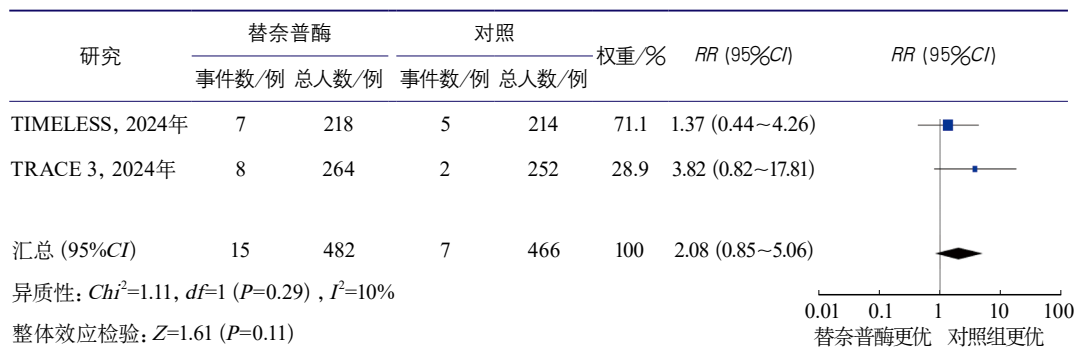 研究 替奈普酶 对照 权重/% RR (95%CI) RR (95%CI)
事件数/例 总人数/例 事件数/例 总人数/例
TIMELESS, 2024年 7 218 5 214 71.1 1.37 (0.44~4.26)
TRACE 3, 2024年 8 264 2 252 28.9 3.82 (0.82~17.81)
汇总 (95%CI) 15 482 7 466 100 2.08 (0.85~5.06)
异质性: Chi²=1.11, df=1 (P=0.29) , I²=10%
整体效应检验: Z=1.61 (P=0.11)
0.01 0.1 1 10 100
替奈普酶更优 对照组更优